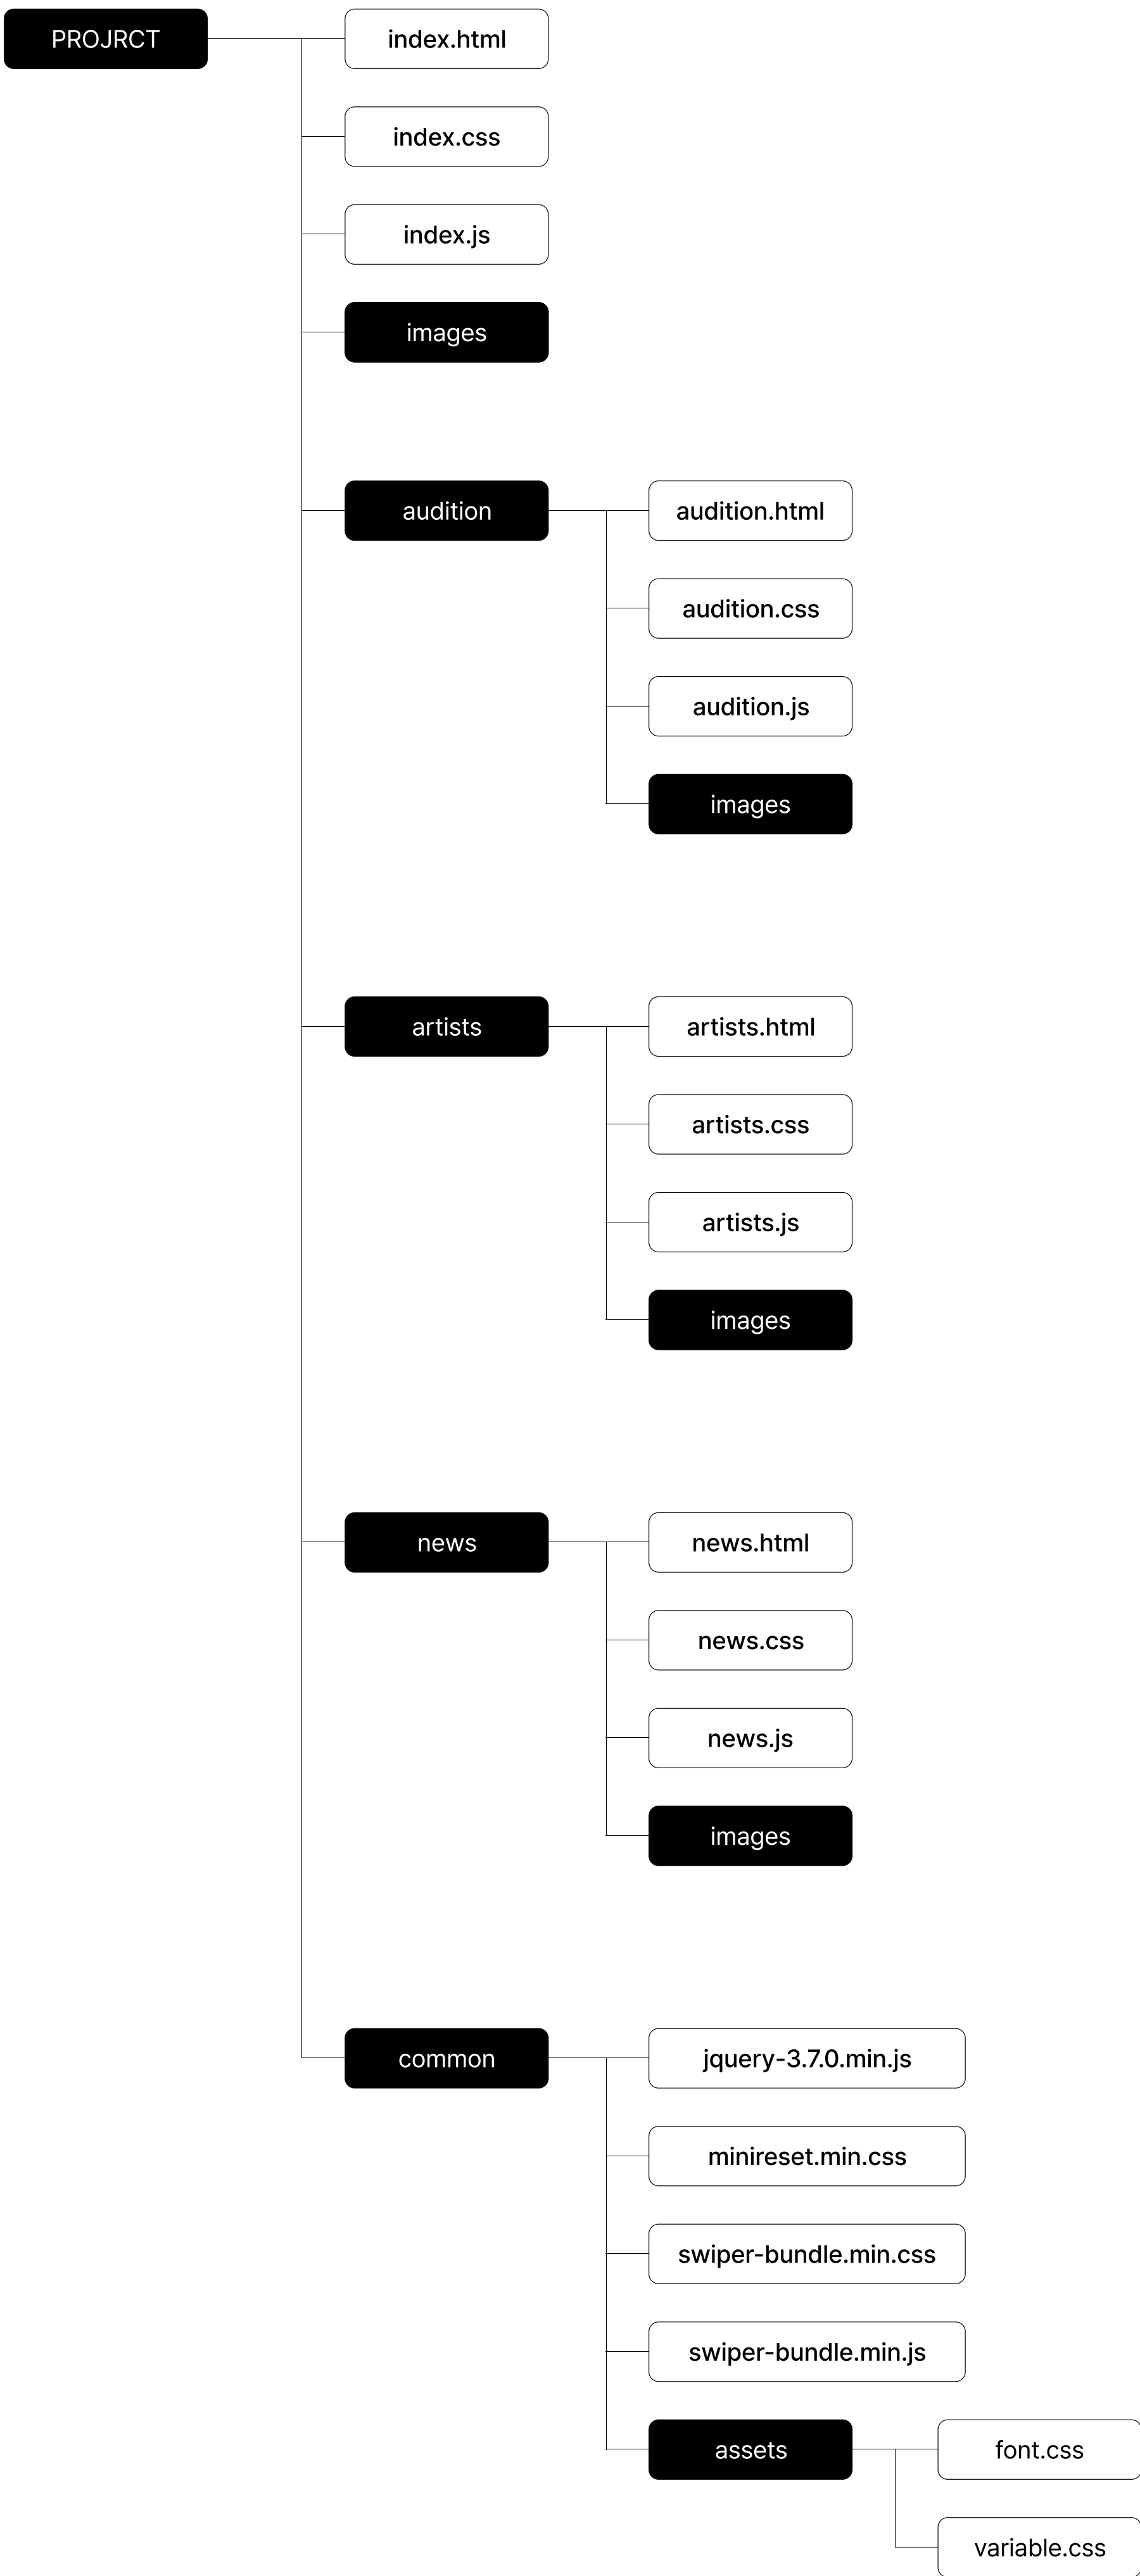 PROJRCT
index.html
index.css
index.js
images
audition
audition.html
audition.css
audition.js
images
artists
artists.html
artists.css
artists.js
images
news
news.html
news.css
news.js
images
common
jquery-3.7.0.min.js
minireset.min.css
swiper-bundle.min.css
swiper-bundle.min.js
assets
font.css
variable.css